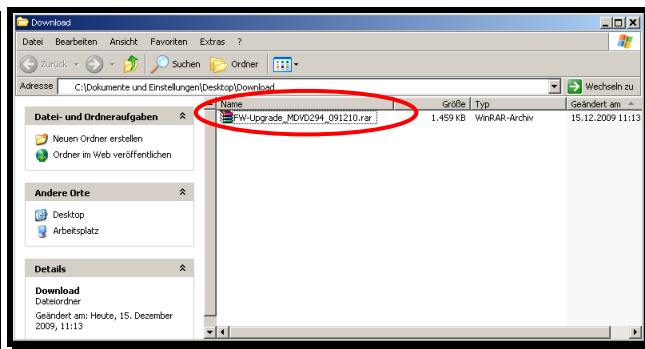 Download
Datei Bearbeiten Ansicht Favoriten Extras ?
Zurück Suchen Ordner
Adresse C:\Dokumente und Einstellungen\Desktop\Download Wechseln zu
Name Größe Typ Geändert am
FW-Upgrade_MDVD294_091210.rar 1.459 KB WinRAR-Archiv 15.12.2009 11:13
Datei- und Ordneraufgaben
Neuen Ordner erstellen
Ordner im Web veröffentlichen
Andere Orte
Desktop
Arbeitsplatz
Details
Download
Dateiordner
Geändert am: Heute, 15. Dezember
2009, 11:13